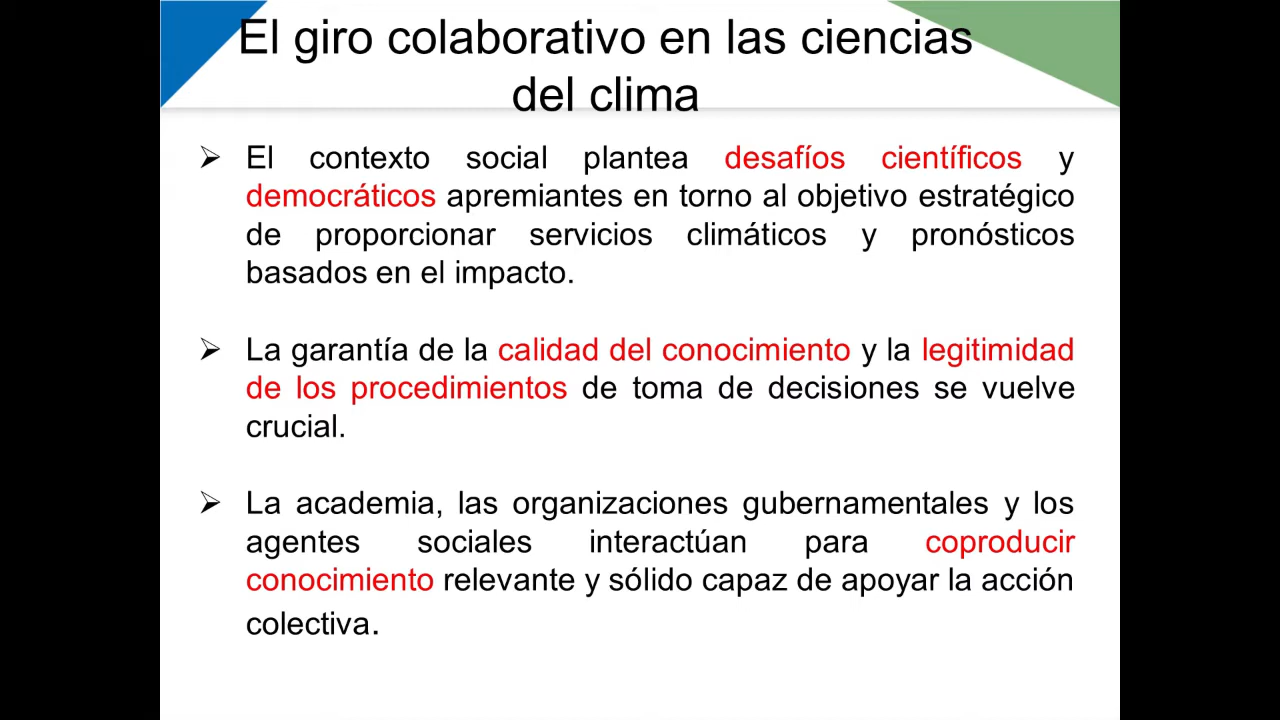 El giro colaborativo en las ciencias
del clima
El contexto social plantea desafíos científicos y
democráticos apremiantes en torno al objetivo estratégico
de proporcionar servicios climáticos y pronósticos
basados en el impacto.
La garantía de la calidad del conocimiento y la legitimidad
de los procedimientos de toma de decisiones se vuelve
crucial.
La academia, las organizaciones gubernamentales y los
agentes sociales interactúan para coproducir
conocimiento relevante y sólido capaz de apoyar la acción
colectiva.